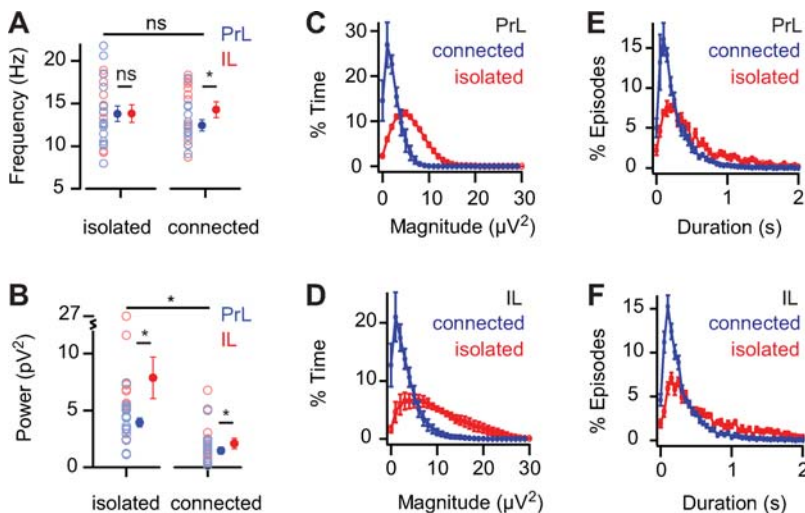 A
ns
PrL
IL
20
15
10
5
Frequency (Hz)
ns
*
isolated
connected
B
27
*
PrL
IL
10
5
0
Power (pV²)
*
*
isolated
connected
C
PrL
connected
isolated
30
20
10
0
% Time
0
10
20
30
Magnitude (µV²)
D
IL
connected
isolated
20
10
0
% Time
0
10
20
30
Magnitude (µV²)
E
PrL
connected
isolated
15
10
5
0
% Episodes
0
1
2
Duration (s)
F
IL
connected
isolated
15
10
5
0
% Episodes
0
1
2
Duration (s)